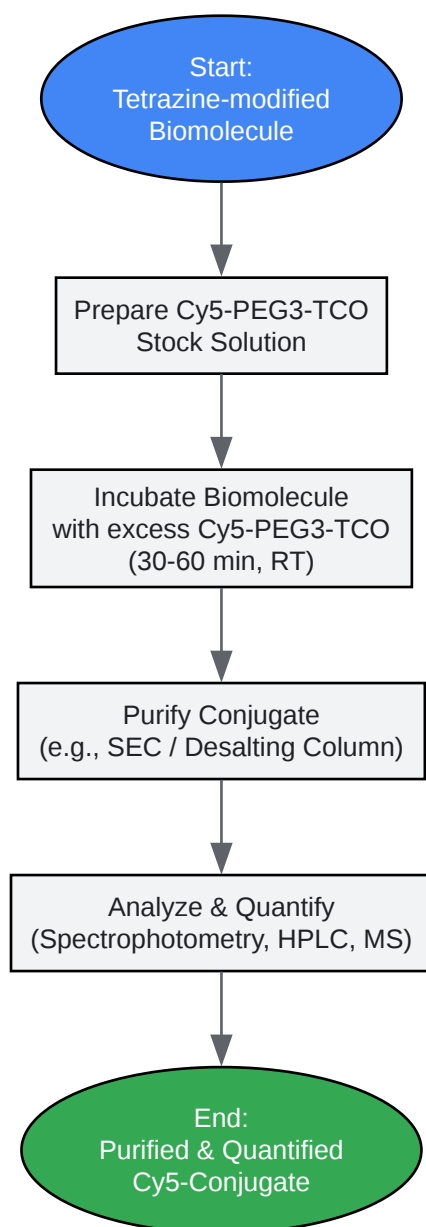 Start:
Tetrazine-modified
Biomolecule
Prepare Cy5-PEG3-TCO
Stock Solution
Incubate Biomolecule
with excess Cy5-PEG3-TCO
(30-60 min, RT)
Purify Conjugate
(e.g., SEC / Desalting Column)
Analyze & Quantify
(Spectrophotometry, HPLC, MS)
End:
Purified & Quantified
Cy5-Conjugate